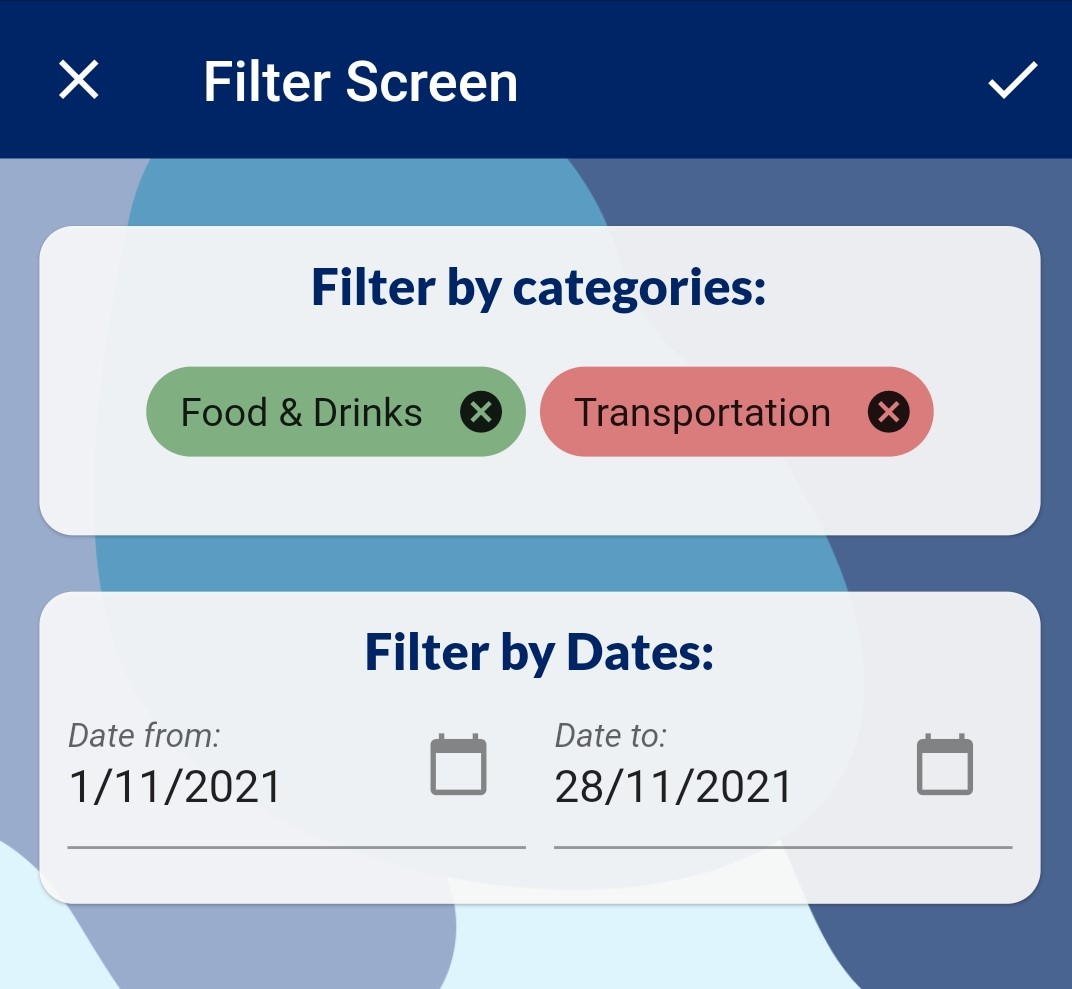 Filter Screen
Filter by categories:
Food & Drinks
Transportation
Filter by Dates:
Date from:
1/11/2021
Date to:
28/11/2021